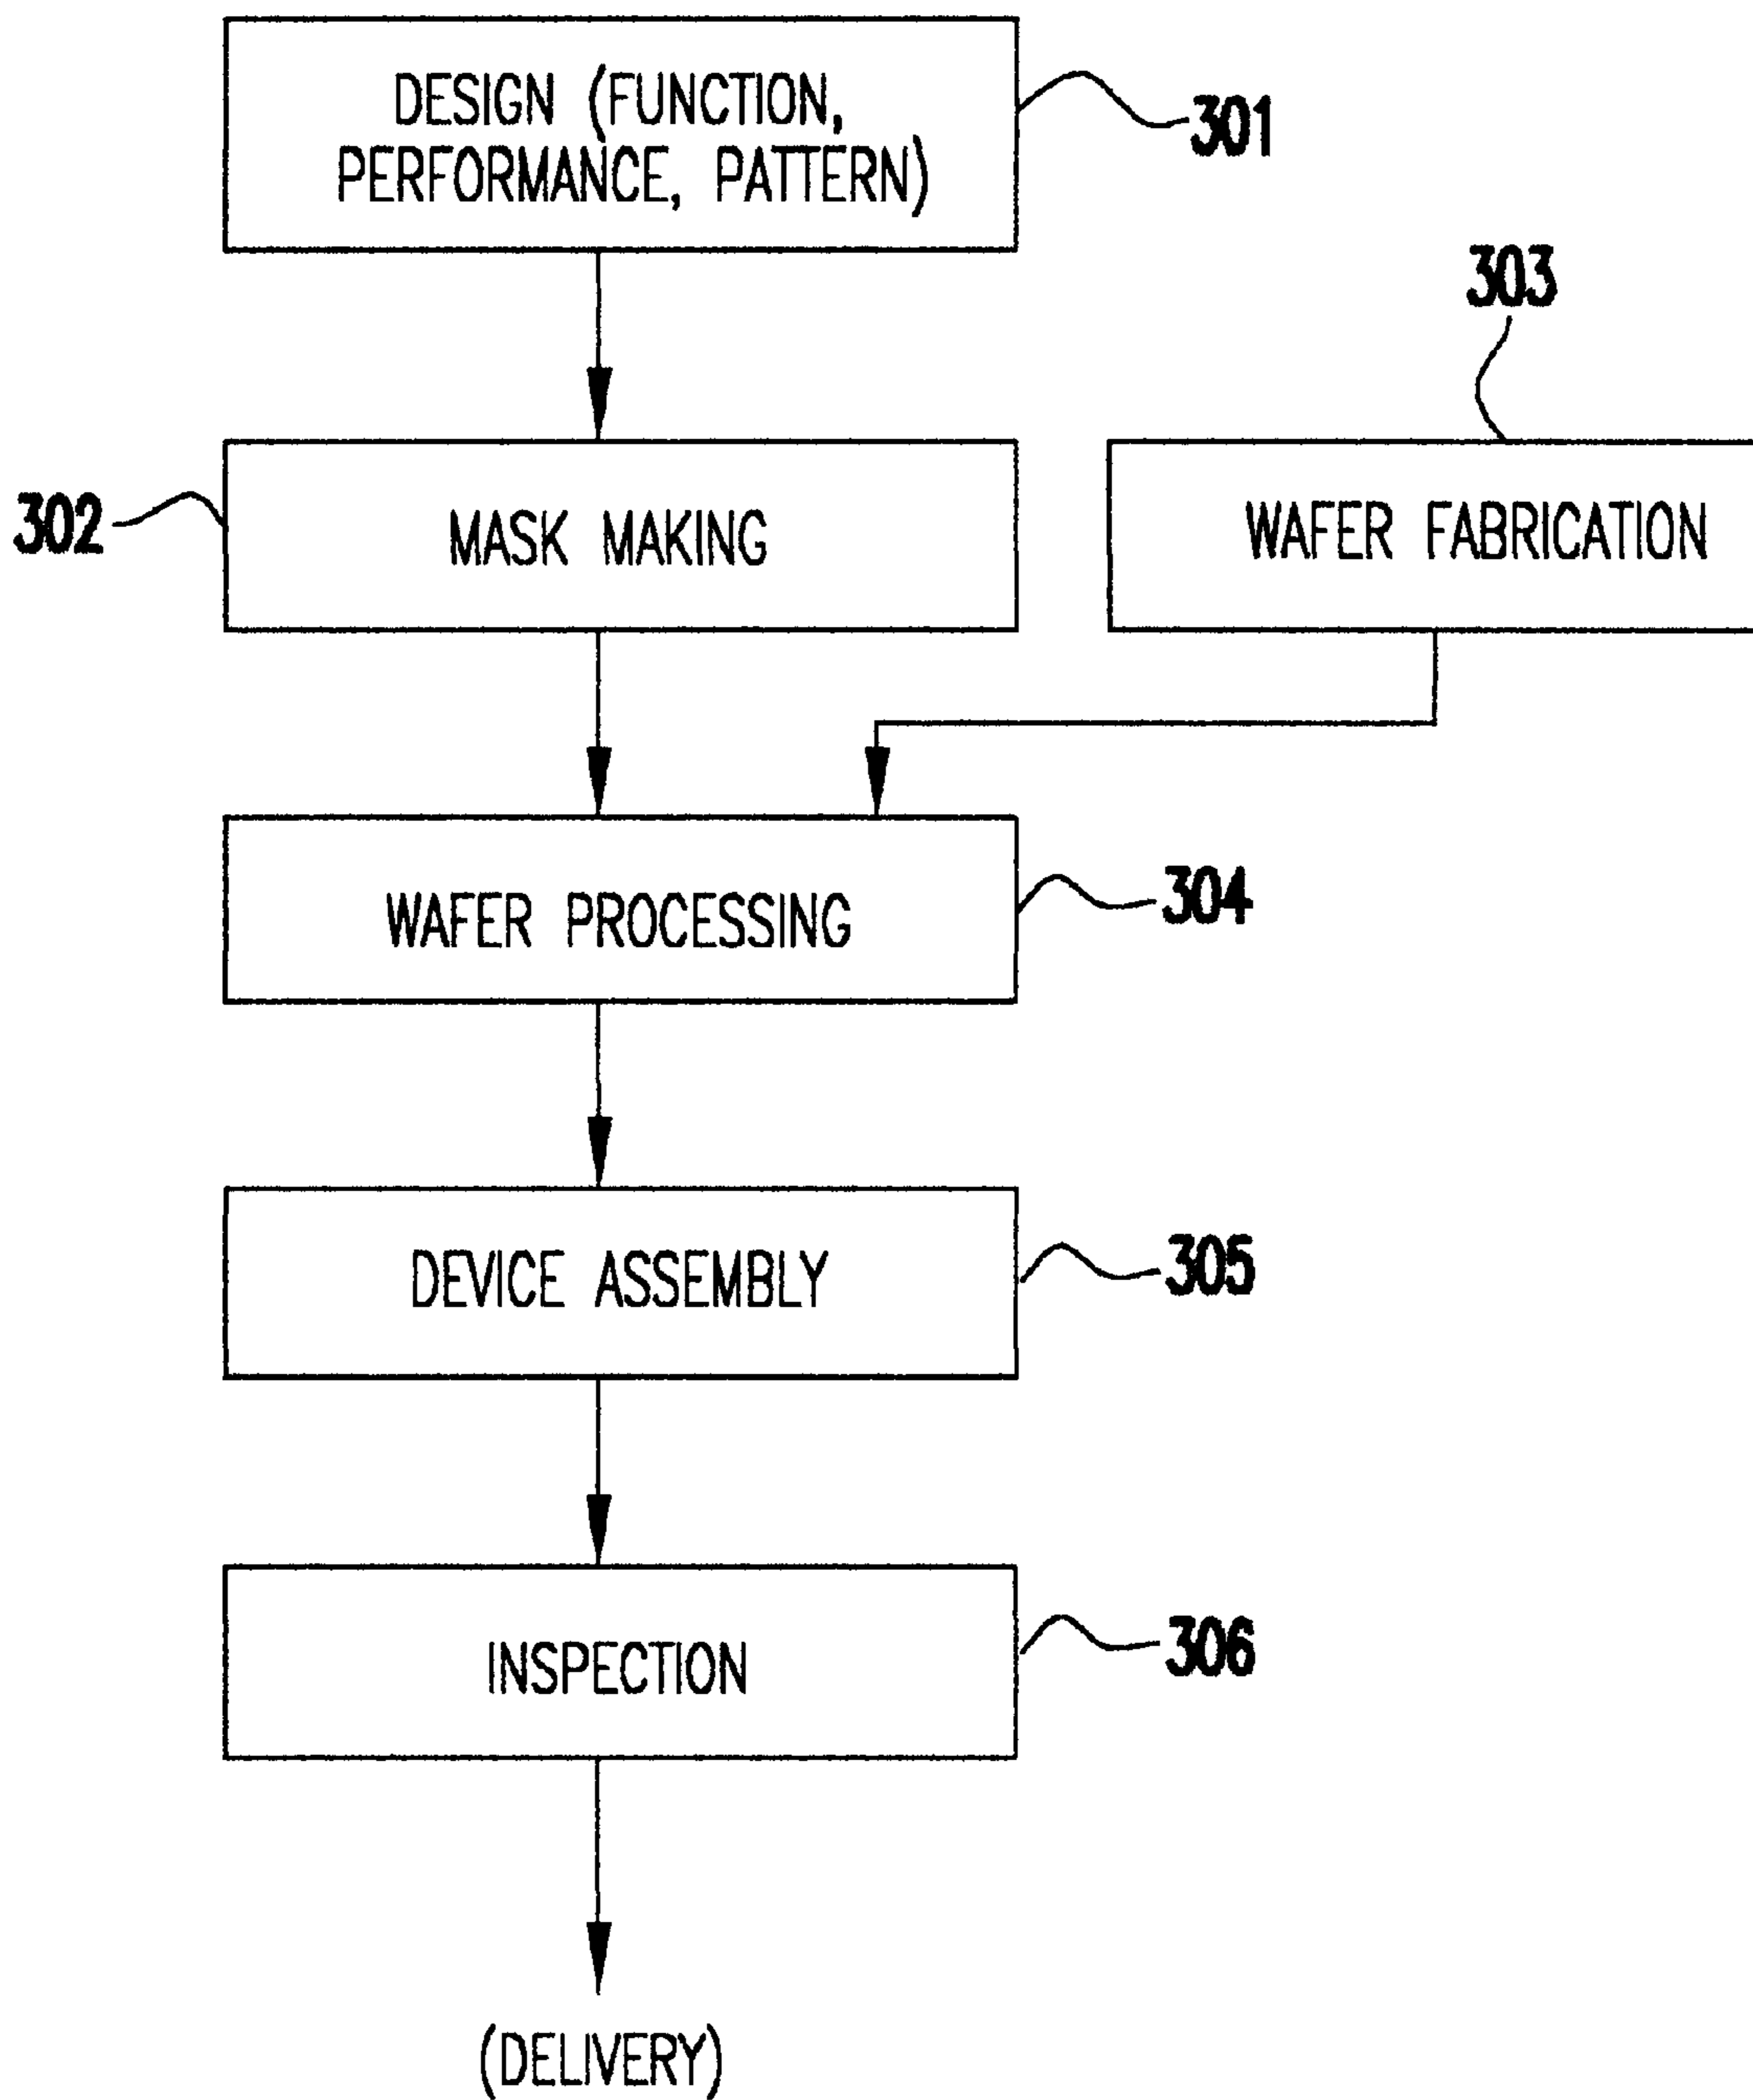 DESIGN (FUNCTION,
PERFORMANCE, PATTERN)
301
303
302
MASK MAKING
WAFER FABRICATION
WAFER PROCESSING
304
DEVICE ASSEMBLY
305
INSPECTION
306
(DELIVERY)